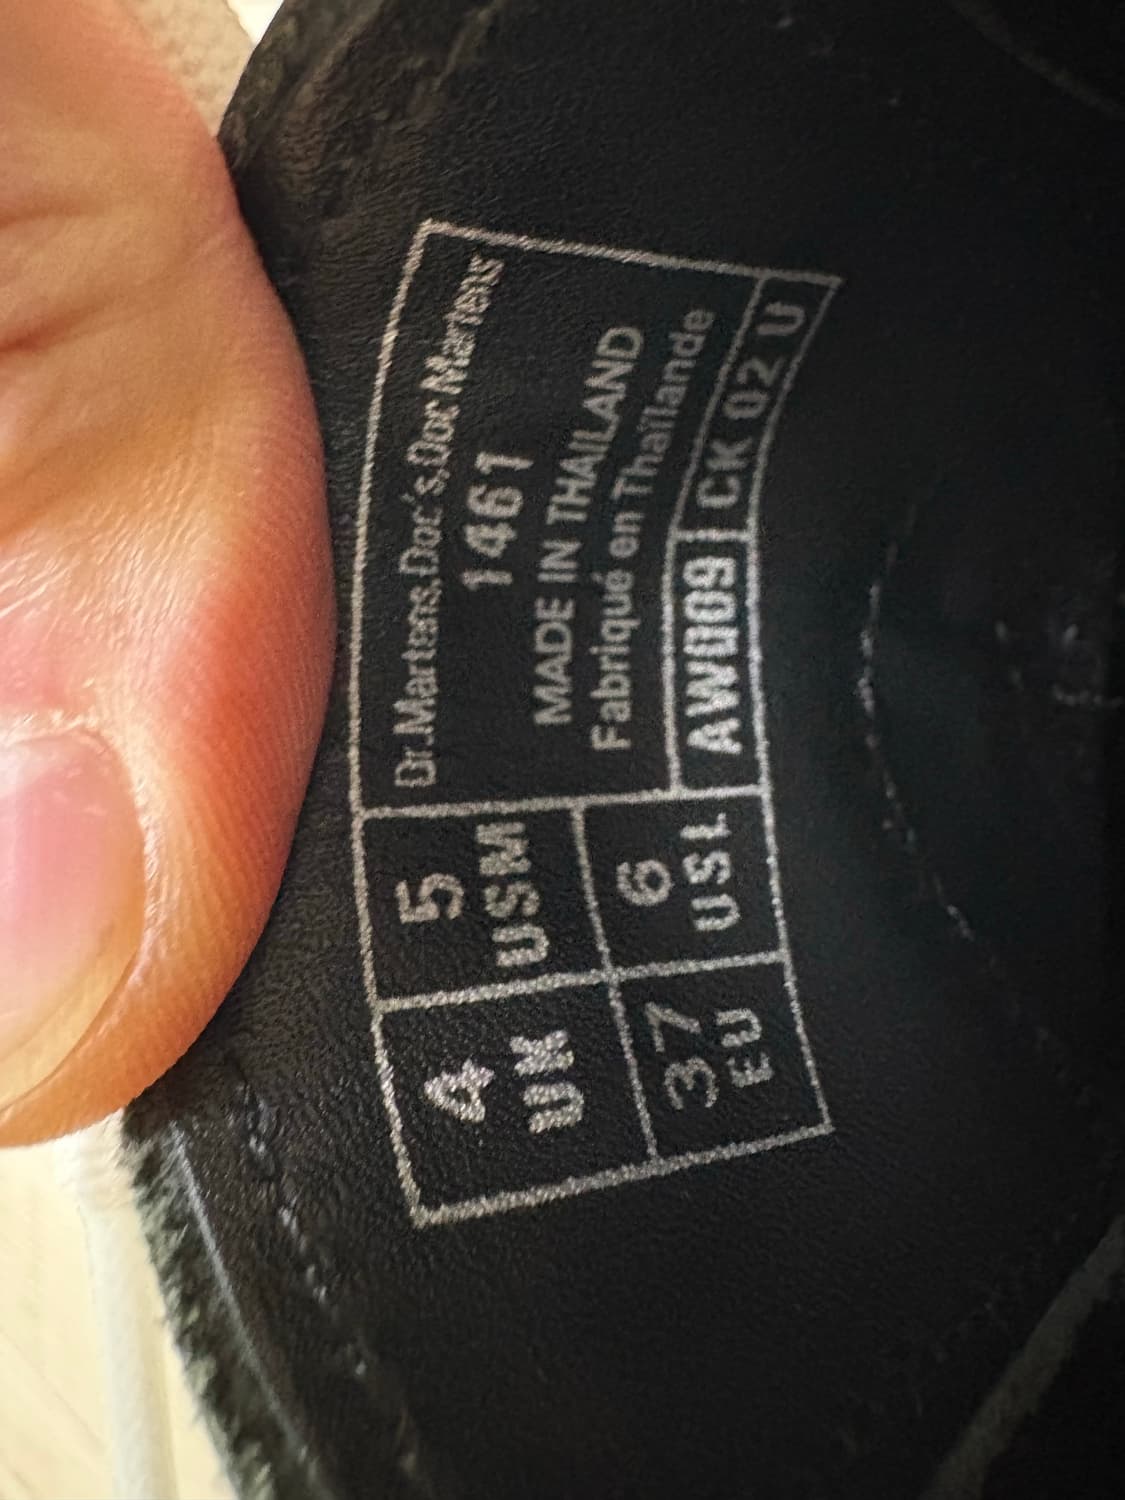 4
UK
5
USM
37
EU
6
USL
Dr.Martens.Doc's.Doc Martens
1461
MADE IN THAILAND
Fabriqué en Thaïlande
AW009 CK 02 U